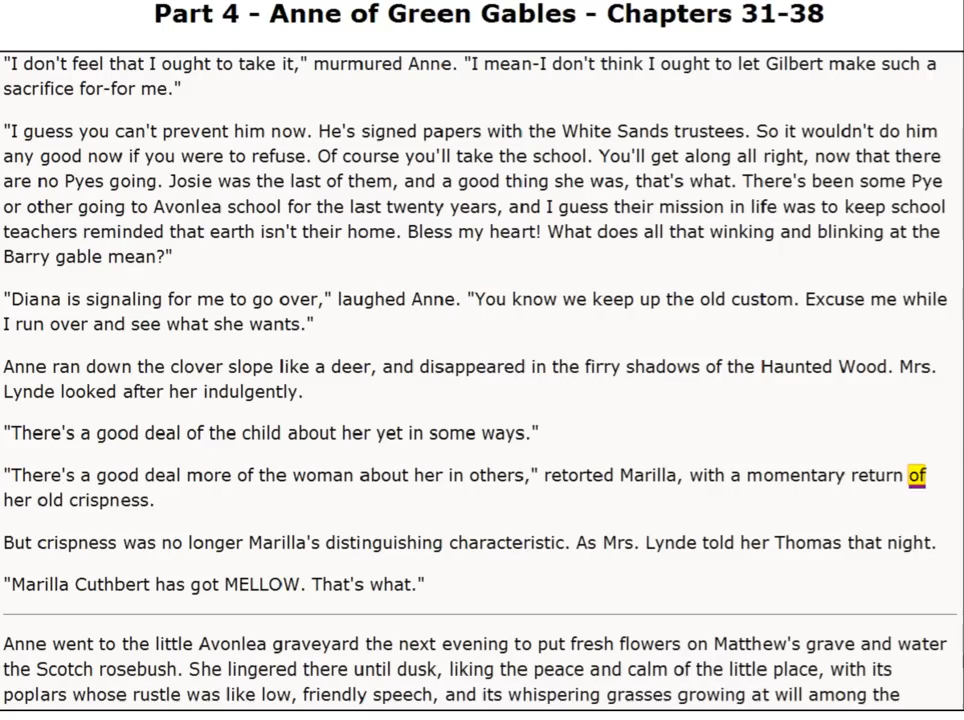 Part 4 - Anne of Green Gables - Chapters 31-38
"I don't feel that I ought to take it," murmured Anne. "I mean-I don't think I ought to let Gilbert make such a
sacrifice for-for me."
"I guess you can't prevent him now. He's signed papers with the White Sands trustees. So it wouldn't do him
any good now if you were to refuse. Of course you'll take the school. You'll get along all right, now that there
are no Pyes going. Josie was the last of them, and a good thing she was, that's what. There's been some Pye
or other going to Avonlea school for the last twenty years, and I guess their mission in life was to keep school
teachers reminded that earth isn't their home. Bless my heart! What does all that winking and blinking at the
Barry gable mean?"
"Diana is signaling for me to go over," laughed Anne. "You know we keep up the old custom. Excuse me while
I run over and see what she wants."
Anne ran down the clover slope like a deer, and disappeared in the firry shadows of the Haunted Wood. Mrs.
Lynde looked after her indulgently.
"There's a good deal of the child about her yet in some ways."
"There's a good deal more of the woman about her in others," retorted Marilla, with a momentary return of
her old crispness.
But crispness was no longer Marilla's distinguishing characteristic. As Mrs. Lynde told her Thomas that night.
"Marilla Cuthbert has got MELLOW. That's what."
Anne went to the little Avonlea graveyard the next evening to put fresh flowers on Matthew's grave and water
the Scotch rosebush. She lingered there until dusk, liking the peace and calm of the little place, with its
poplars whose rustle was like low, friendly speech, and its whispering grasses growing at will among the